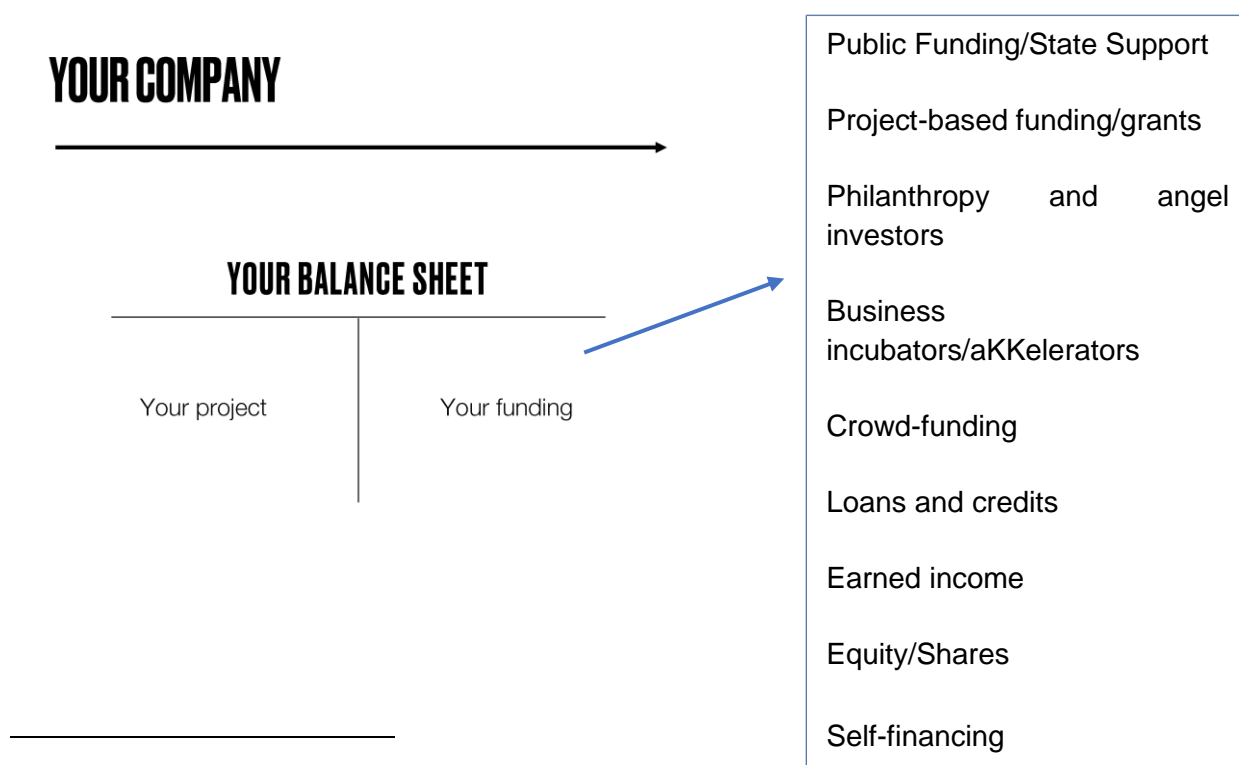 YOUR COMPANY
YOUR BALANCE SHEET
Your project
Your funding
Public Funding/State Support
Project-based funding/grants
Philanthropy and angel
investors
Business
incubators/aKKelerators
Crowd-funding
Loans and credits
Earned income
Equity/Shares
Self-financing